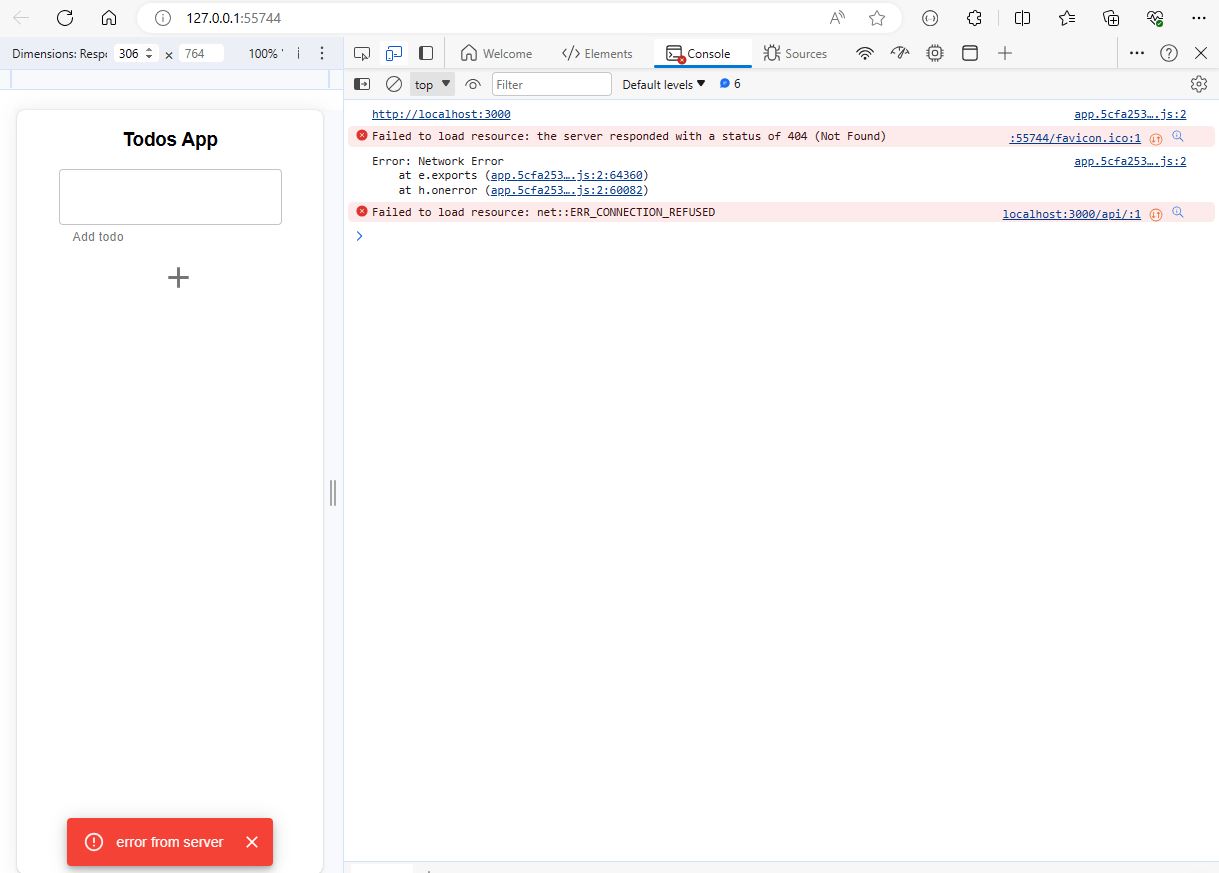 127.0.0.1:55744
Dimensions: Resp 306 x 764 100%
Welcome Elements Console Sources
top Filter Default levels 6
http://localhost:3000 app.5cfa253….js:2
Failed to load resource: the server responded with a status of 404 (Not Found) :55744/favicon.ico:1
Error: Network Error app.5cfa253….js:2
at e.exports (app.5cfa253….js:2:64360)
at h.onerror (app.5cfa253….js:2:60082)
Failed to load resource: net::ERR_CONNECTION_REFUSED localhost:3000/api/:1
Todos App
Add todo
error from server